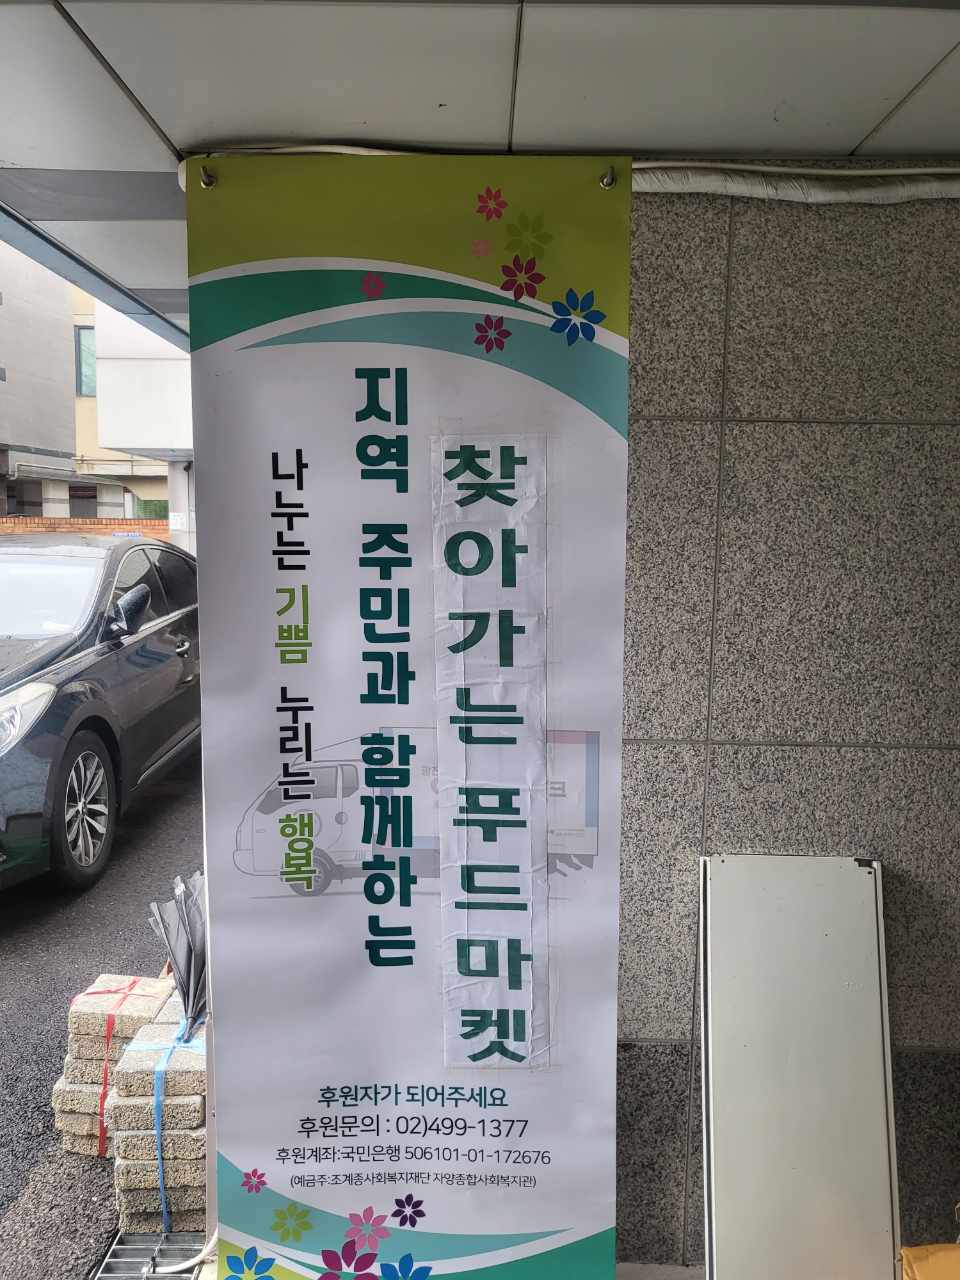 찾아가는 푸드마켓
지역 주민과 함께하는
나누는 기쁨 누리는 행복
광진
크
후원자가 되어주세요
후원문의 : 02)499-1377
후원계좌:국민은행 506101-01-172676
(예금주:조계종사회복지재단 자양종합사회복지관)